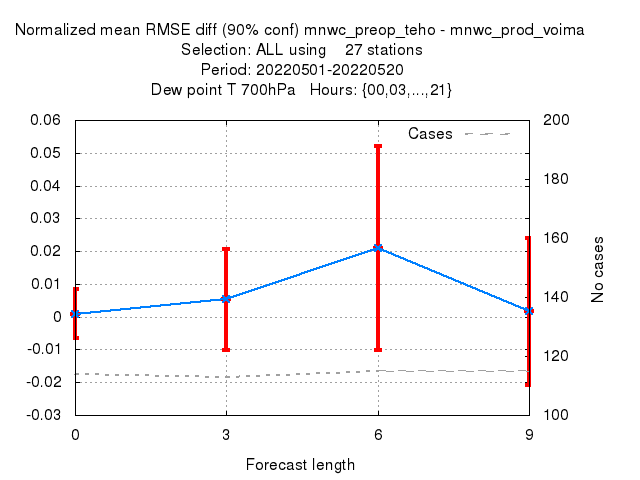 Normalized mean RMSE diff (90% conf) mnwc_preop_teho - mnwc_prod_voima
Selection: ALL using    27 stations
Period: 20220501-20220520
Dew point T 700hPa   Hours: {00,03,...,21}
0.06
0.05
0.04
0.03
0.02
0.01
0
-0.01
-0.02
-0.03
Cases
200
180
160
140
120
100
No cases
0 3 6 9
Forecast length